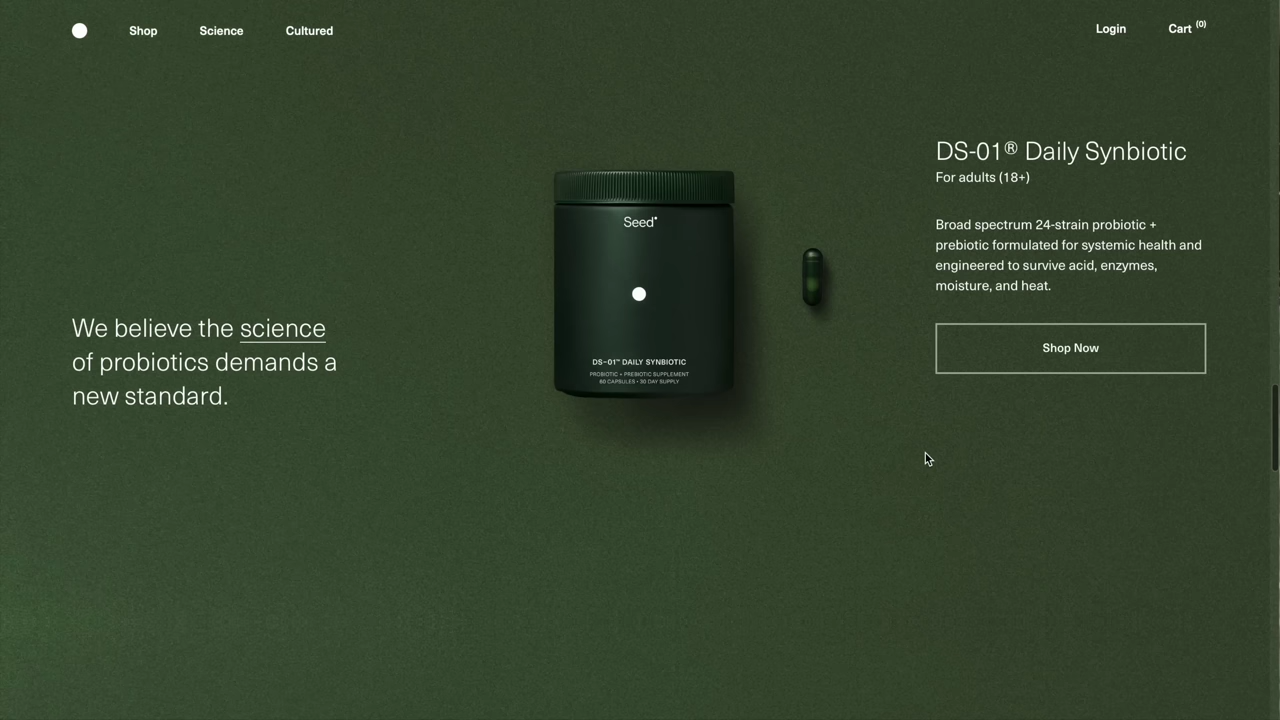 Shop
Science
Cultured
Login
Cart (0)
DS-01® Daily Synbiotic
For adults (18+)
Broad spectrum 24-strain probiotic +
prebiotic formulated for systemic health and
engineered to survive acid, enzymes,
moisture, and heat.
Shop Now
We believe the science
of probiotics demands a
new standard.
Seed
DS-01™ DAILY SYNBIOTIC
PROBIOTIC + PREBIOTIC SUPPLEMENT
60 CAPSULES • 30 DAY SUPPLY